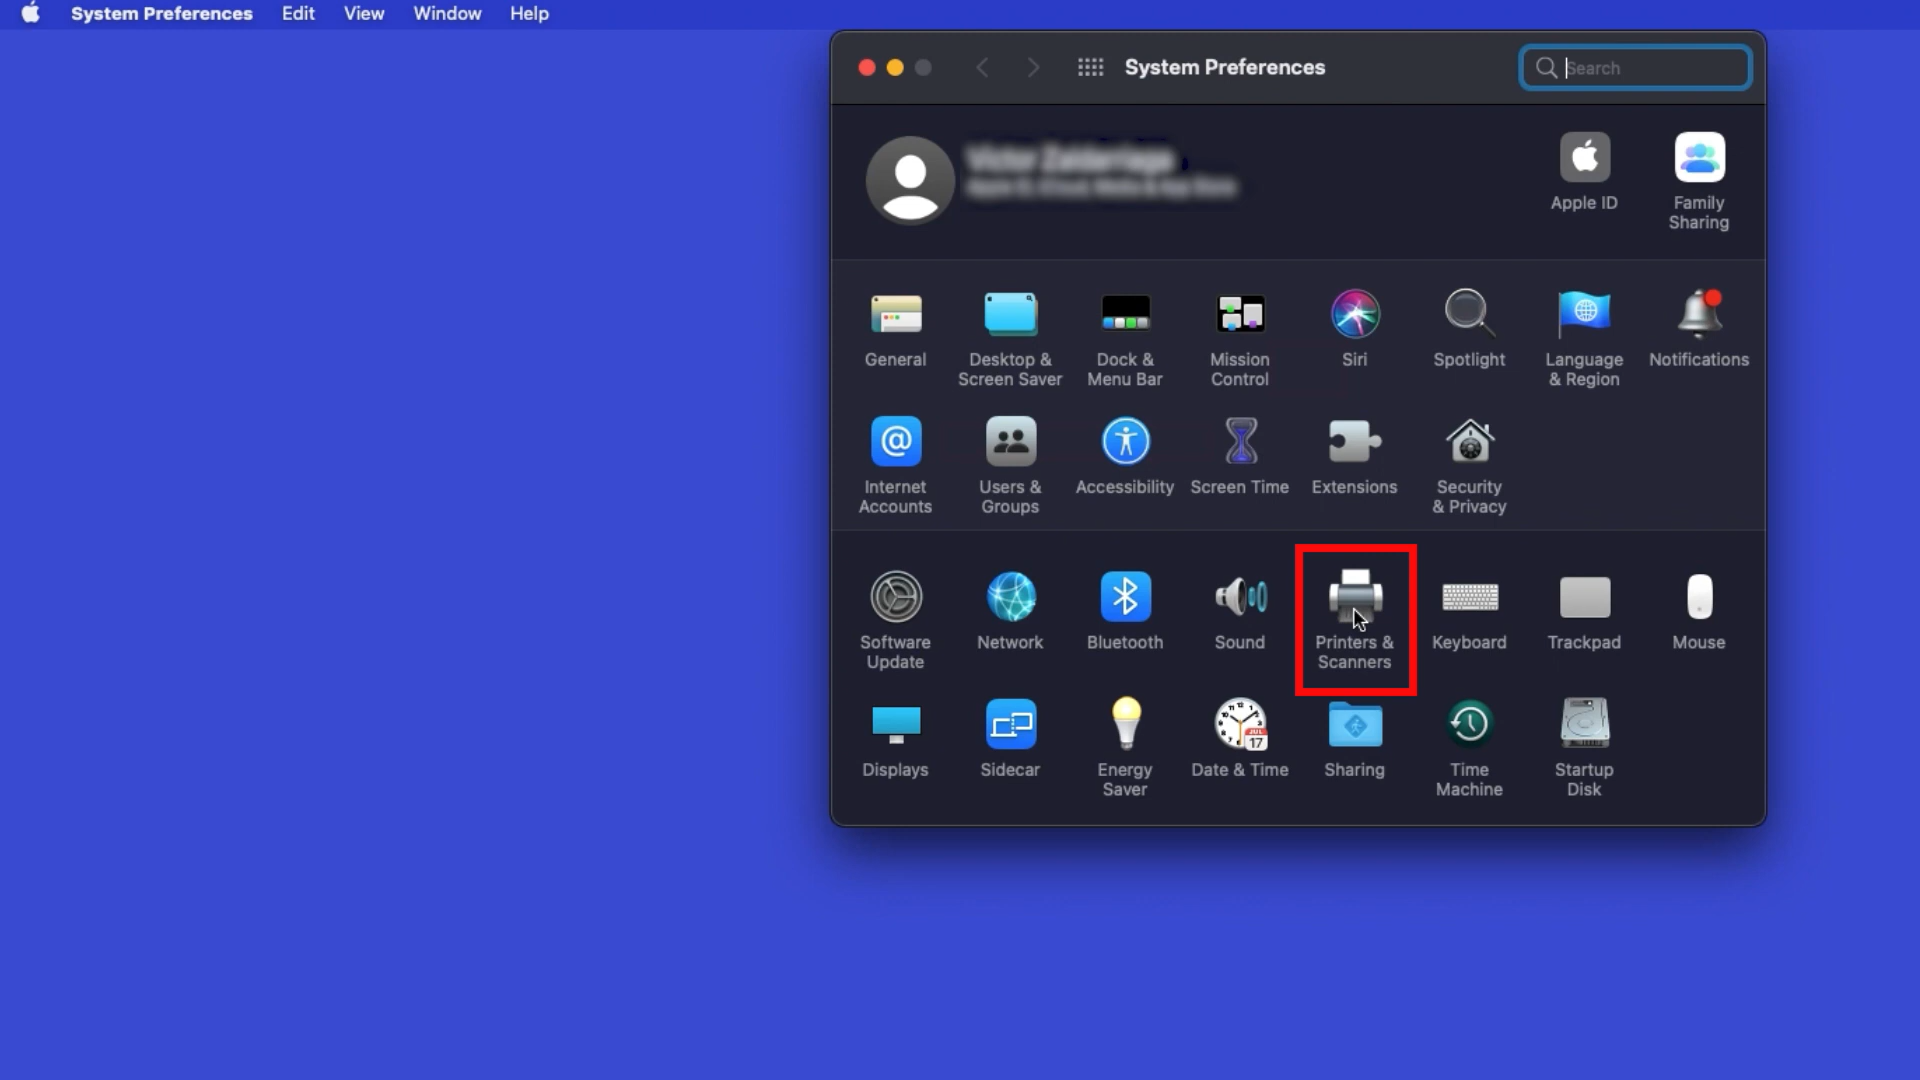 System Preferences Edit View Window Help
System Preferences
Search
Apple ID
Family
Sharing
General
Desktop &
Screen Saver
Dock &
Menu Bar
Mission
Control
Siri
Spotlight
Language
& Region
Notifications
Internet
Accounts
Users &
Groups
Accessibility
Screen Time
Extensions
Security
& Privacy
Software
Update
Network
Bluetooth
Sound
Printers &
Scanners
Keyboard
Trackpad
Mouse
Displays
Sidecar
Energy
Saver
JUL
17
Date & Time
Sharing
Time
Machine
Startup
Disk